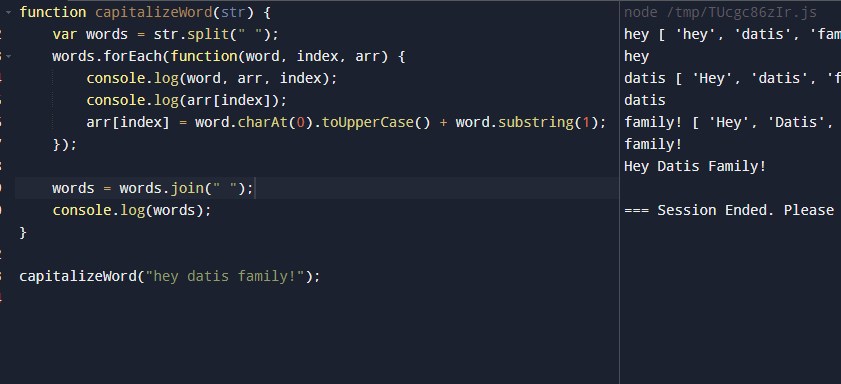 function capitalizeWord(str) {
var words = str.split(" ");
words.forEach(function(word, index, arr) {
console.log(word, arr, index);
console.log(arr[index]);
arr[index] = word.charAt(0).toUpperCase() + word.substring(1);
});
words = words.join(" ");
console.log(words);
}
capitalizeWord("hey datis family!");
node /tmp/TUcgc86zIr.js
hey [ 'hey', 'datis', 'fam
hey
datis [ 'Hey', 'datis', 'f
datis
family! [ 'Hey', 'Datis',
family!
Hey Datis Family!
=== Session Ended. Please